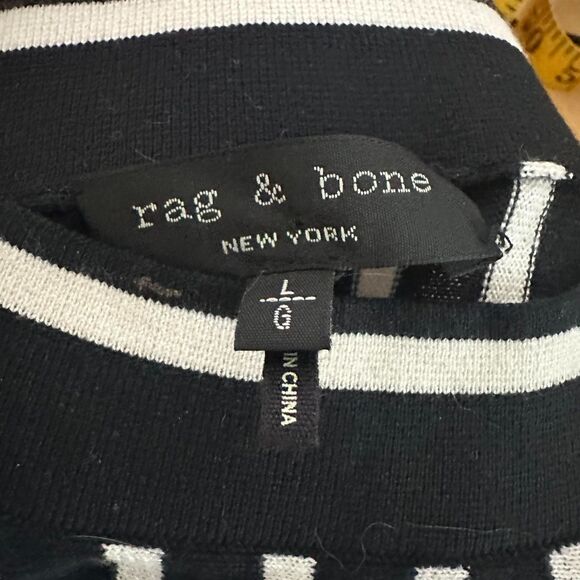 rag & bone
NEW YORK
L
G
IN CHINA